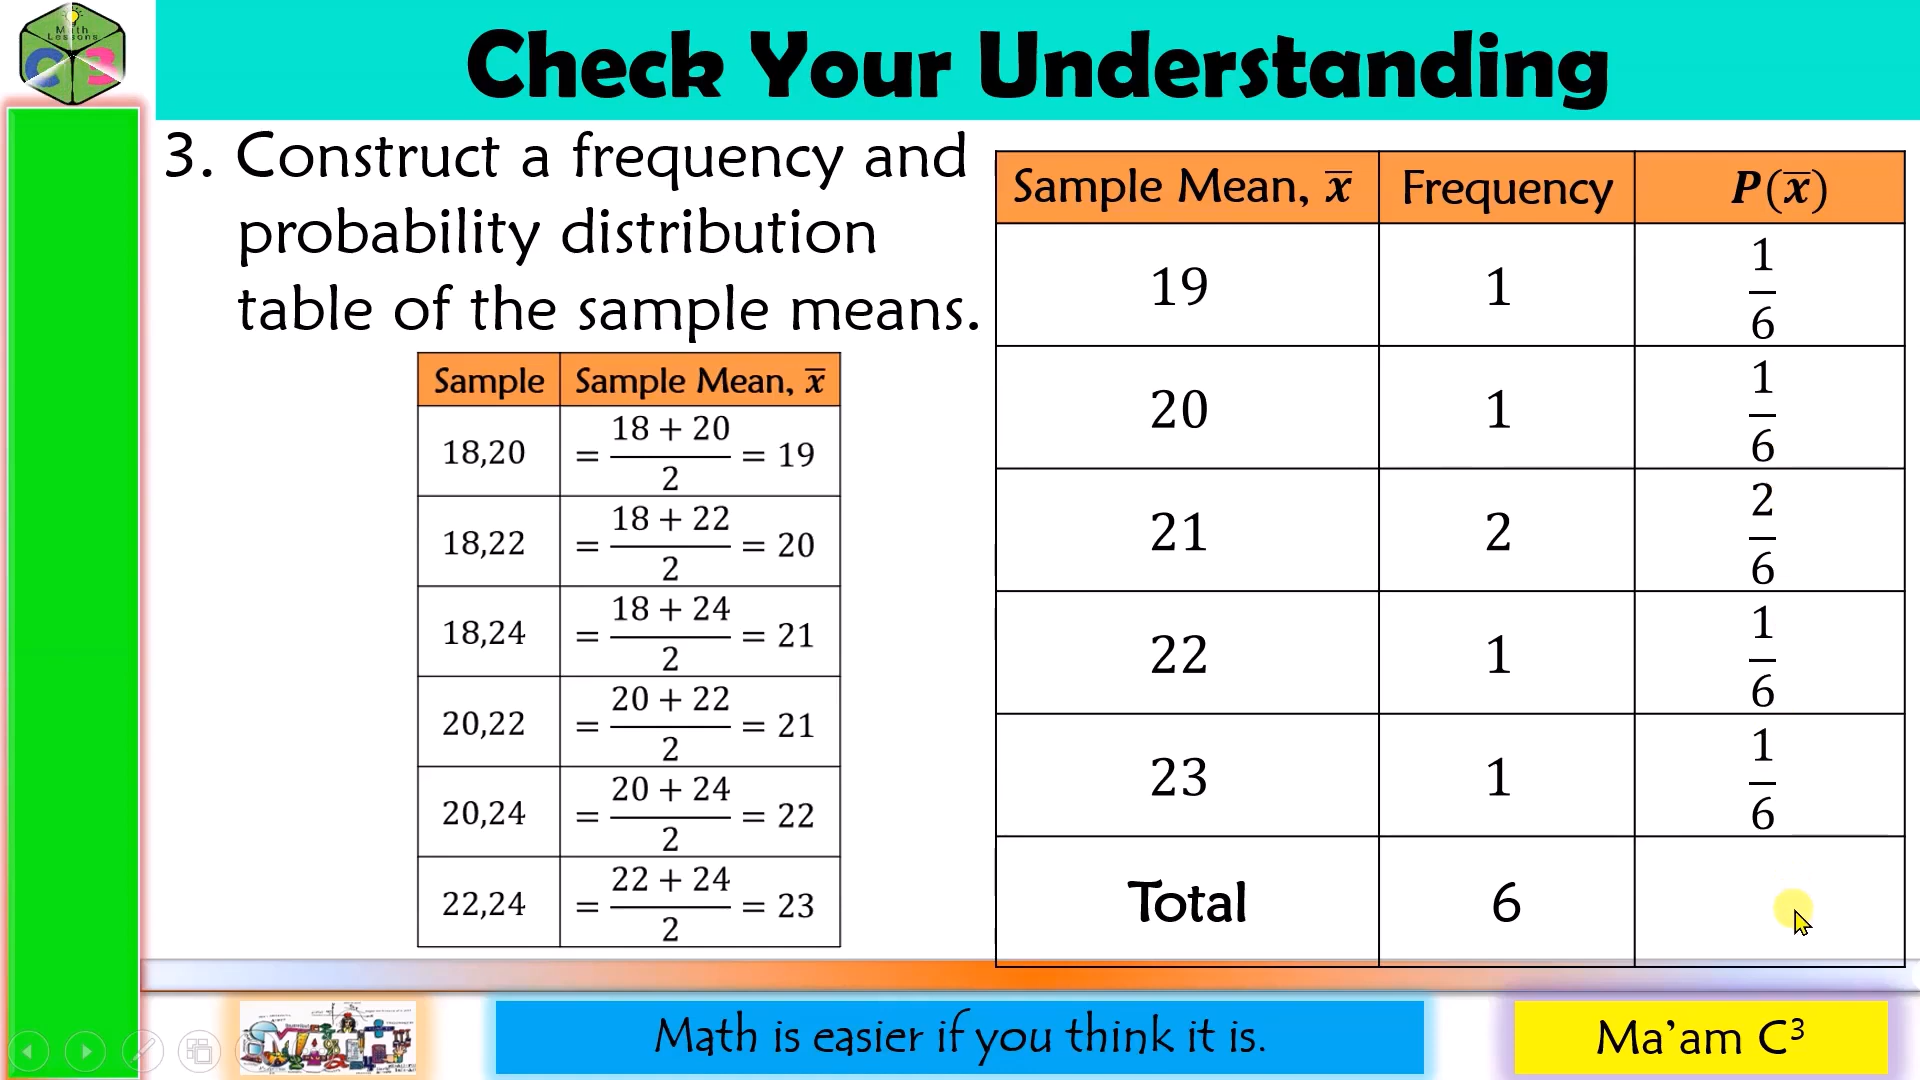 Math
Lessons
C3
Check Your Understanding
3. Construct a frequency and
probability distribution
table of the sample means.
Sample Sample Mean, x̅
18,20 = (18 + 20)/2 = 19
18,22 = (18 + 22)/2 = 20
18,24 = (18 + 24)/2 = 21
20,22 = (20 + 22)/2 = 21
20,24 = (20 + 24)/2 = 22
22,24 = (22 + 24)/2 = 23
Sample Mean, x̅ Frequency P(x̅)
19 1 1/6
20 1 1/6
21 2 2/6
22 1 1/6
23 1 1/6
Total 6
MATH
Math is easier if you think it is.
Ma’am C³